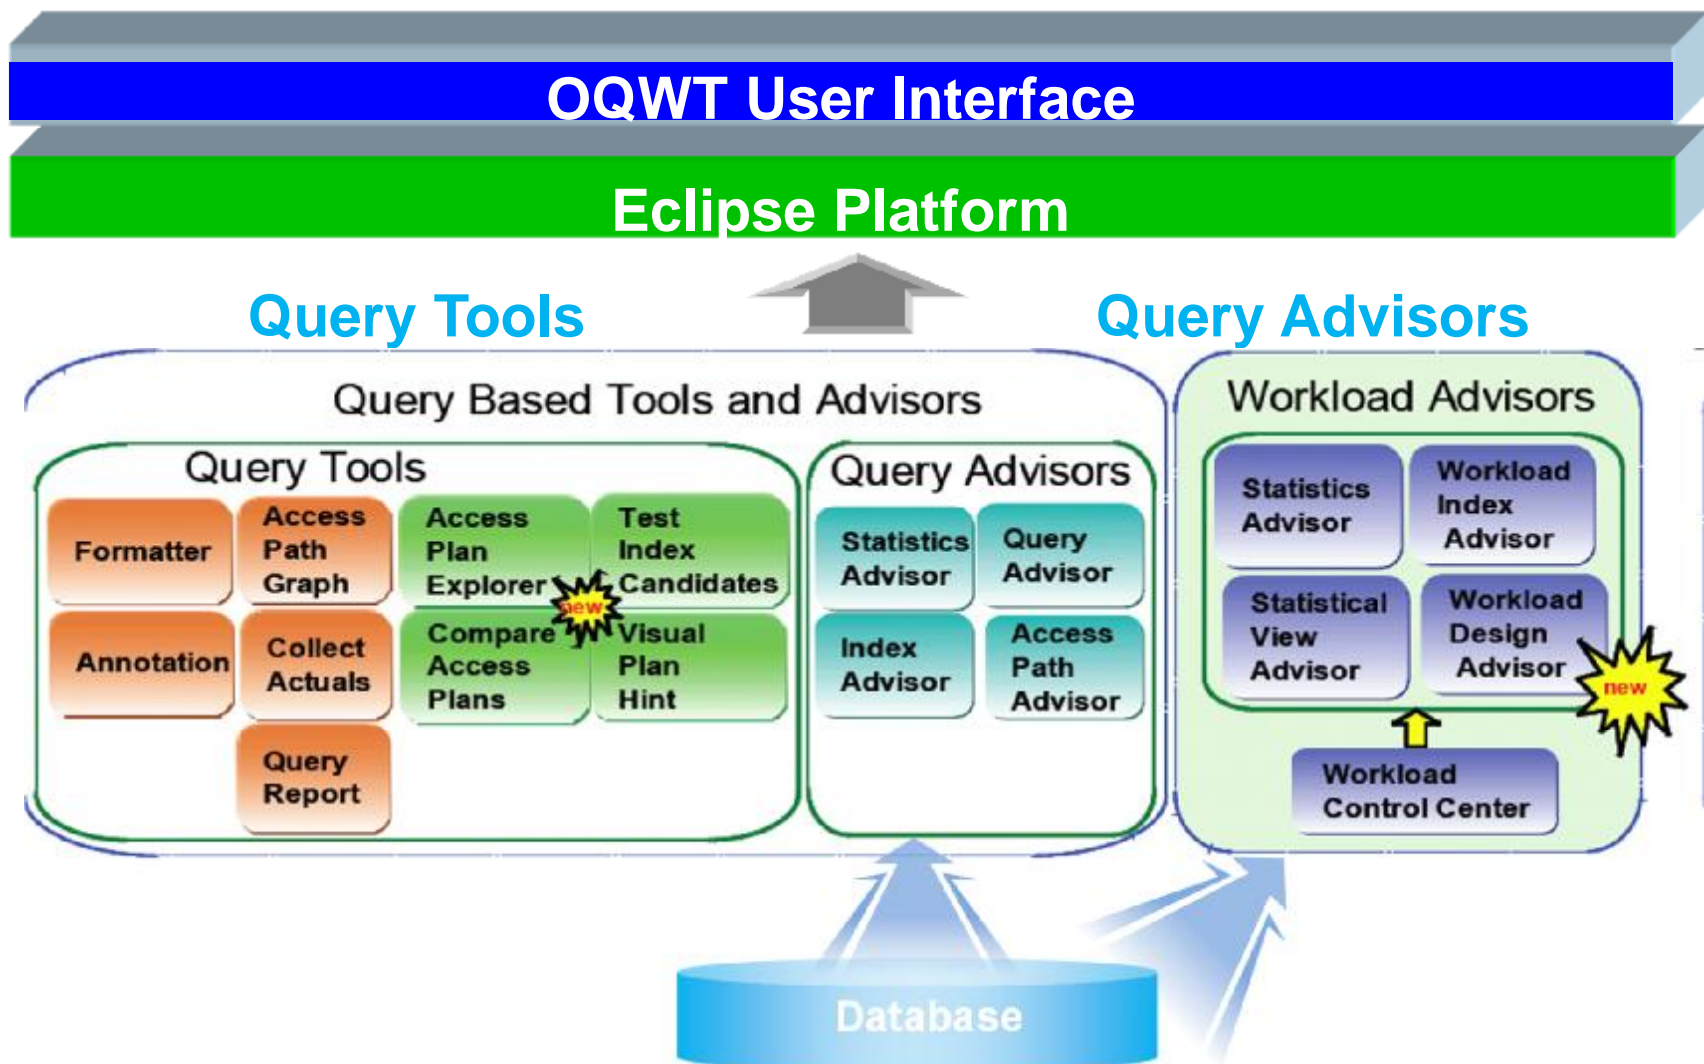 OQWT User Interface
Eclipse Platform
Query Tools
Query Advisors
Query Based Tools and Advisors
Query Tools
Formatter
Access
Path
Graph
Access
Plan
Explorer
Test
Index
Candidates
new
Annotation
Collect
Actuals
Compare
Access
Plans
Visual
Plan
Hint
Query
Report
Query Advisors
Statistics
Advisor
Query
Advisor
Index
Advisor
Access
Path
Advisor
Workload Advisors
Statistics
Advisor
Workload
Index
Advisor
Statistical
View
Advisor
Workload
Design
Advisor
new
Workload
Control Center
Database